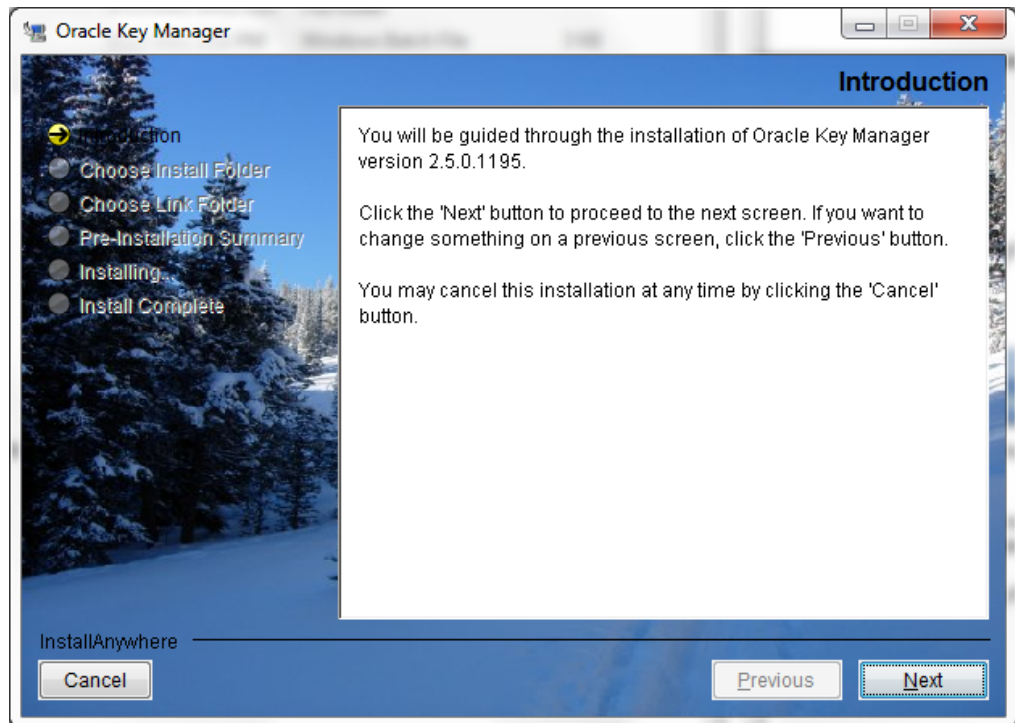 Oracle Key Manager
Introduction
Introduction
Choose Install Folder
Choose Link Folder
Pre-Installation Summary
Installing...
Install Complete
You will be guided through the installation of Oracle Key Manager
version 2.5.0.1195.
Click the 'Next' button to proceed to the next screen. If you want to
change something on a previous screen, click the 'Previous' button.
You may cancel this installation at any time by clicking the 'Cancel'
button.
InstallAnywhere
Cancel
Previous
Next